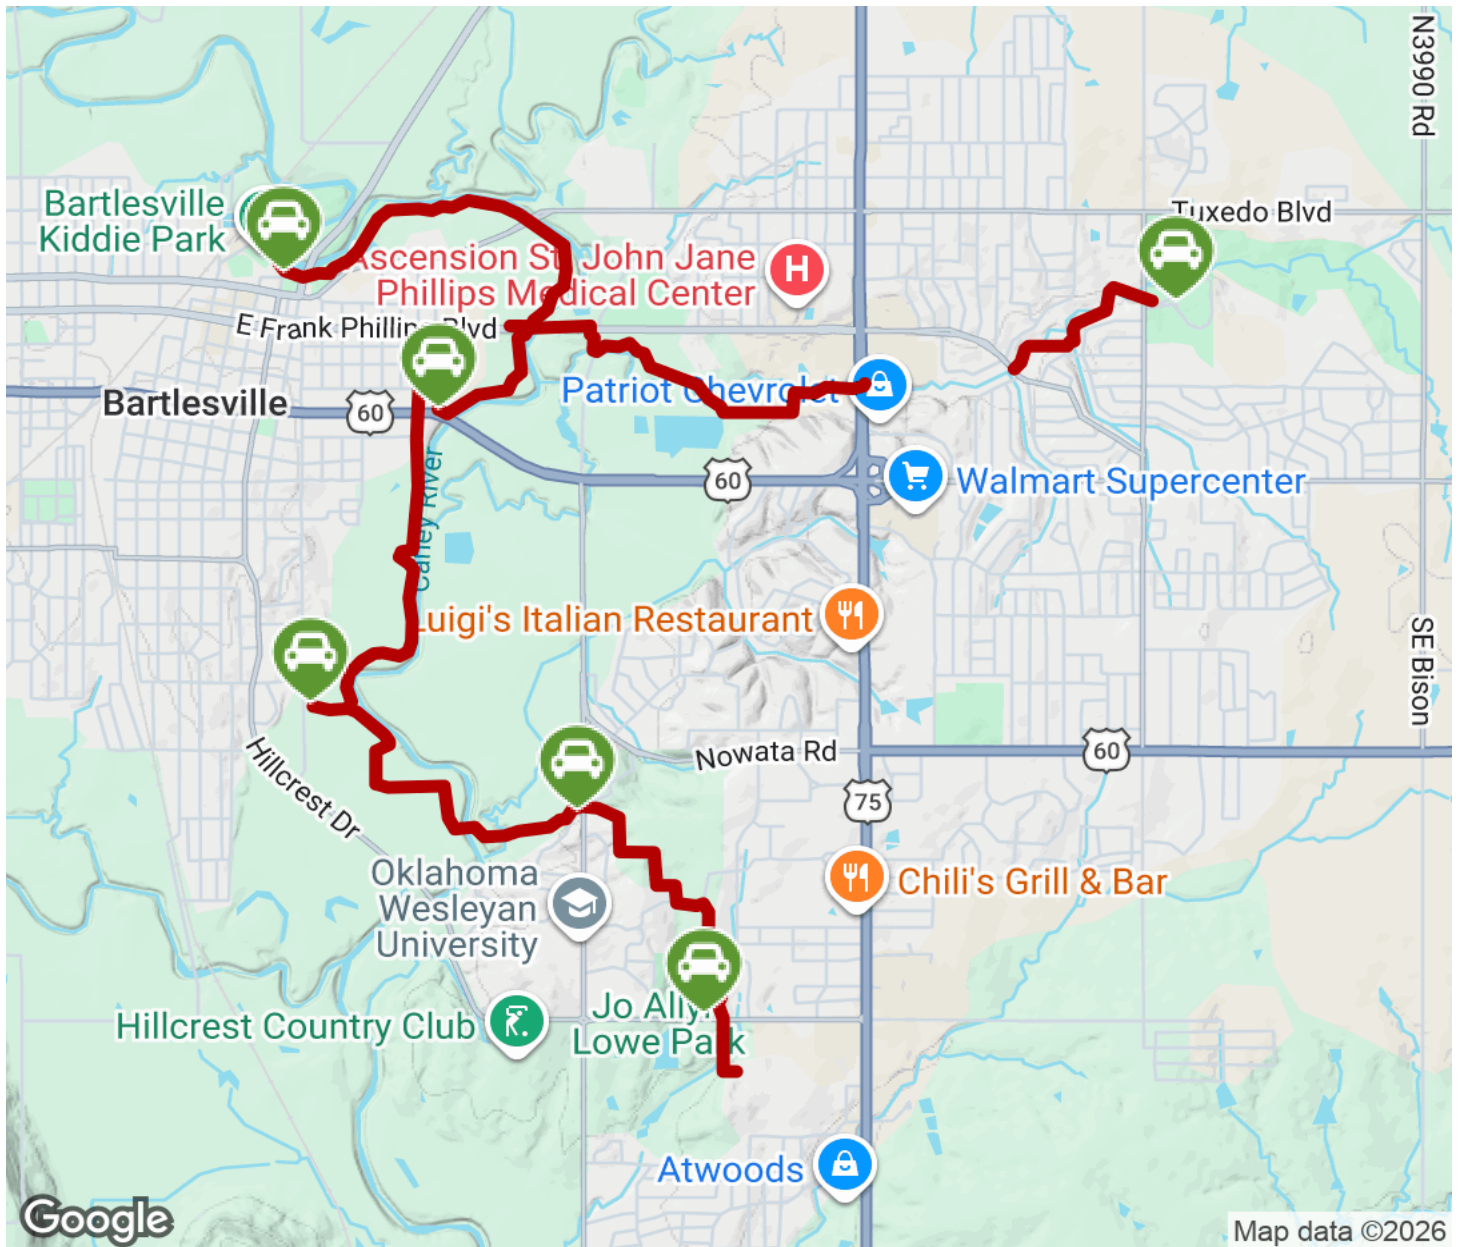 N3990 Rd
Bartlesville
Kiddie Park
Tuxedo Blvd
Ascension St. John Jane
Phillips Medical Center
H
E Frank Phillips Blvd
Patriot Chevrolet
Bartlesville
60
Caney River
60
Walmart Supercenter
Luigi's Italian Restaurant
SE Bison
Hillcrest Dr
Nowata Rd
60
75
Oklahoma
Wesleyan
University
Chili's Grill & Bar
Jo Allyn
Lowe Park
Hillcrest Country Club
Atwoods
Google
Map data ©2026